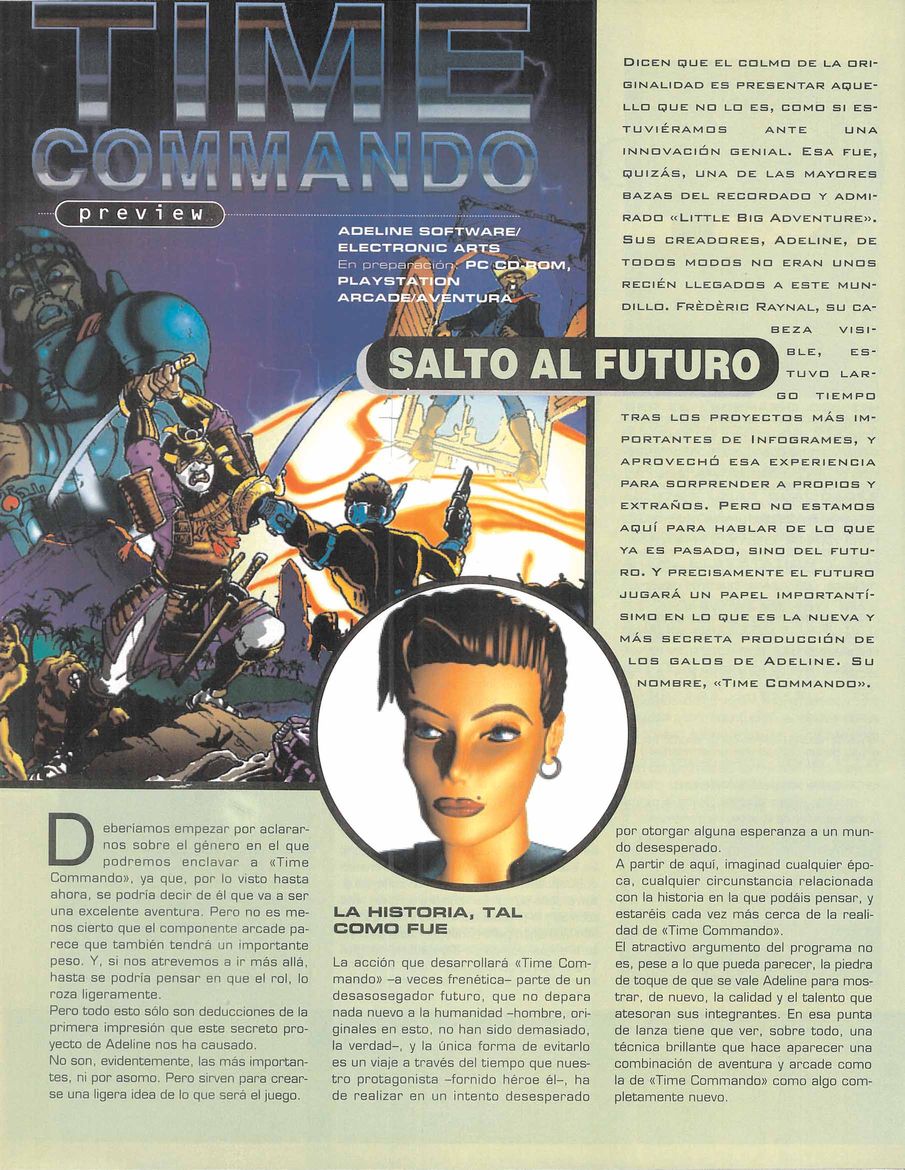 TIME
COMMANDO
preview
ADELINE SOFTWARE/
ELECTRONIC ARTS
En preparación: PC CD-ROM,
PLAYSTATION
ARCADE/AVENTURA
SALTO AL FUTURO
DICEN QUE EL COLMO DE LA ORI-
GINALIDAD ES PRESENTAR AQUE-
LLO QUE NO LO ES, COMO SI ES-
TUVIÉRAMOS ANTE UNA
INNOVACIÓN GENIAL. ESA FUE,
QUIZÁS, UNA DE LAS MAYORES
BAZAS DEL RECORDADO Y ADMI-
RADO «LITTLE BIG ADVENTURE».
SUS CREADORES, ADELINE, DE
TODOS MODOS NO ERAN UNOS
RECIÉN LLEGADOS A ESTE MUN-
DILLO. FRÈDÈRIC RAYNAL, SU CA-
BEZA VISI-
BLE, ES-
TUVO LAR-
GO TIEMPO
TRAS LOS PROYECTOS MÁS IM-
PORTANTES DE INFOGRAMES, Y
APROVECHÓ ESA EXPERIENCIA
PARA SORPRENDER A PROPIOS Y
EXTRAÑOS. PERO NO ESTAMOS
AQUÍ PARA HABLAR DE LO QUE
YA ES PASADO, SINO DEL FUTU-
RO. Y PRECISAMENTE EL FUTURO
JUGARÁ UN PAPEL IMPORTANTÍ-
SIMO EN LO QUE ES LA NUEVA Y
MÁS SECRETA PRODUCCIÓN DE
LOS GALOS DE ADELINE. SU
NOMBRE, «TIME COMMANDO».
Deberíamos empezar por aclarar-
nos sobre el género en el que
podremos enclavar a «Time
Commando», ya que, por lo visto hasta
ahora, se podría decir de él que va a ser
una excelente aventura. Pero no es me-
nos cierto que el componente arcade pa-
rece que también tendrá un importante
peso. Y, si nos atrevemos a ir más allá,
hasta se podría pensar en que el rol, lo
roza ligeramente.
Pero todo esto sólo son deducciones de la
primera impresión que este secreto pro-
yecto de Adeline nos ha causado.
No son, evidentemente, las más importan-
tes, ni por asomo. Pero sirven para crear-
se una ligera idea de lo que será el juego.
LA HISTORIA, TAL
COMO FUE
La acción que desarrollará «Time Com-
mando» –a veces frenética– parte de un
desasosegador futuro, que no depara
nada nuevo a la humanidad –hombre, ori-
ginales en esto, no han sido demasiado,
la verdad–, y la única forma de evitarlo
es un viaje a través del tiempo que nues-
tro protagonista –fornido héroe él–, ha
de realizar en un intento desesperado
por otorgar alguna esperanza a un mun-
do desesperado.
A partir de aquí, imaginad cualquier épo-
ca, cualquier circunstancia relacionada
con la historia en la que podáis pensar, y
estaréis cada vez más cerca de la reali-
dad de «Time Commando».
El atractivo argumento del programa no
es, pese a lo que pueda parecer, la piedra
de toque de que se vale Adeline para mos-
trar, de nuevo, la calidad y el talento que
atesoran sus integrantes. En esa punta
de lanza tiene que ver, sobre todo, una
técnica brillante que hace aparecer una
combinación de aventura y arcade como
la de «Time Commando» como algo com-
pletamente nuevo.